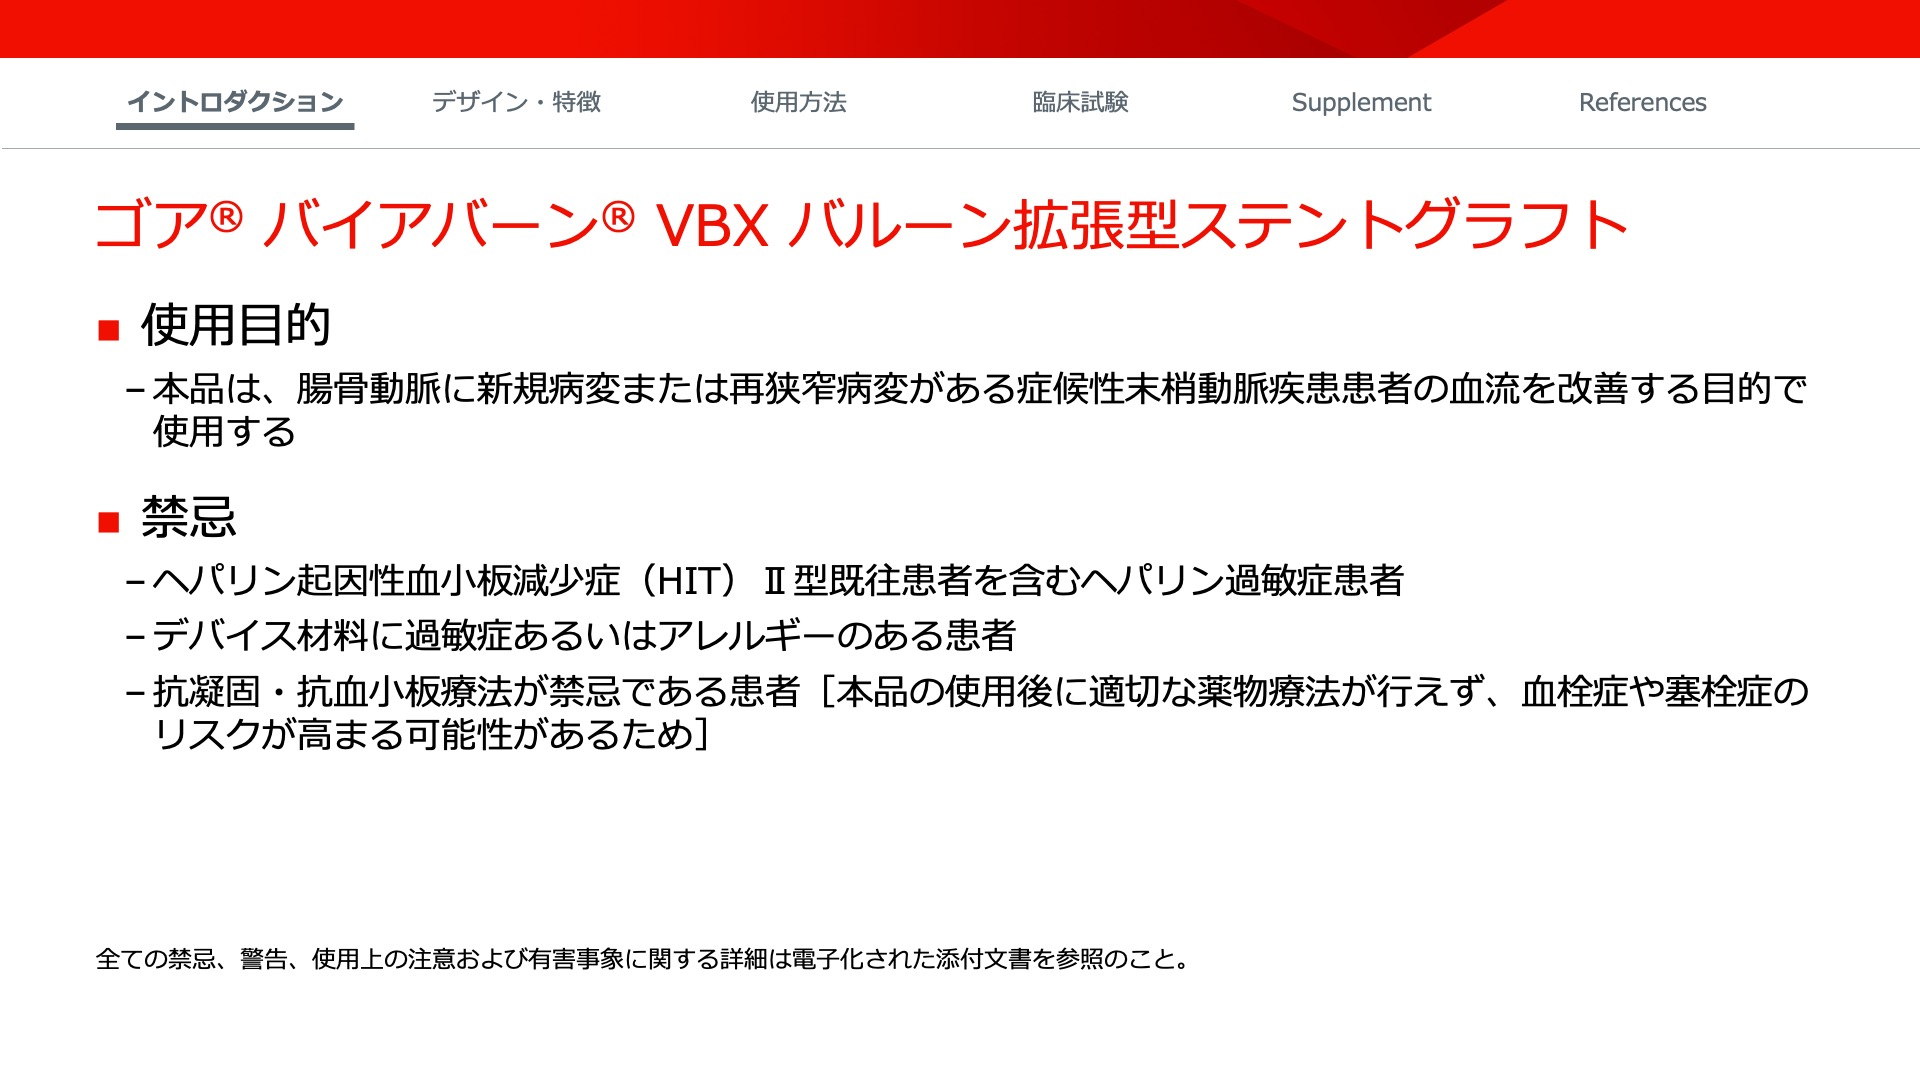 イントロダクション デザイン・特徴 使用方法 臨床試験 Supplement References
ゴア® バイアバーン® VBX バルーン拡張型ステントグラフト
■ 使用目的
– 本品は、腸骨動脈に新規病変または再狭窄病変がある症候性末梢動脈疾患患者の血流を改善する目的で
使用する
■ 禁忌
– ヘパリン起因性血小板減少症（HIT）Ⅱ型既往患者を含むヘパリン過敏症患者
– デバイス材料に過敏症あるいはアレルギーのある患者
– 抗凝固・抗血小板療法が禁忌である患者［本品の使用後に適切な薬物療法が行えず、血栓症や塞栓症の
リスクが高まる可能性があるため］
全ての禁忌、警告、使用上の注意および有害事象に関する詳細は電子化された添付文書を参照のこと。